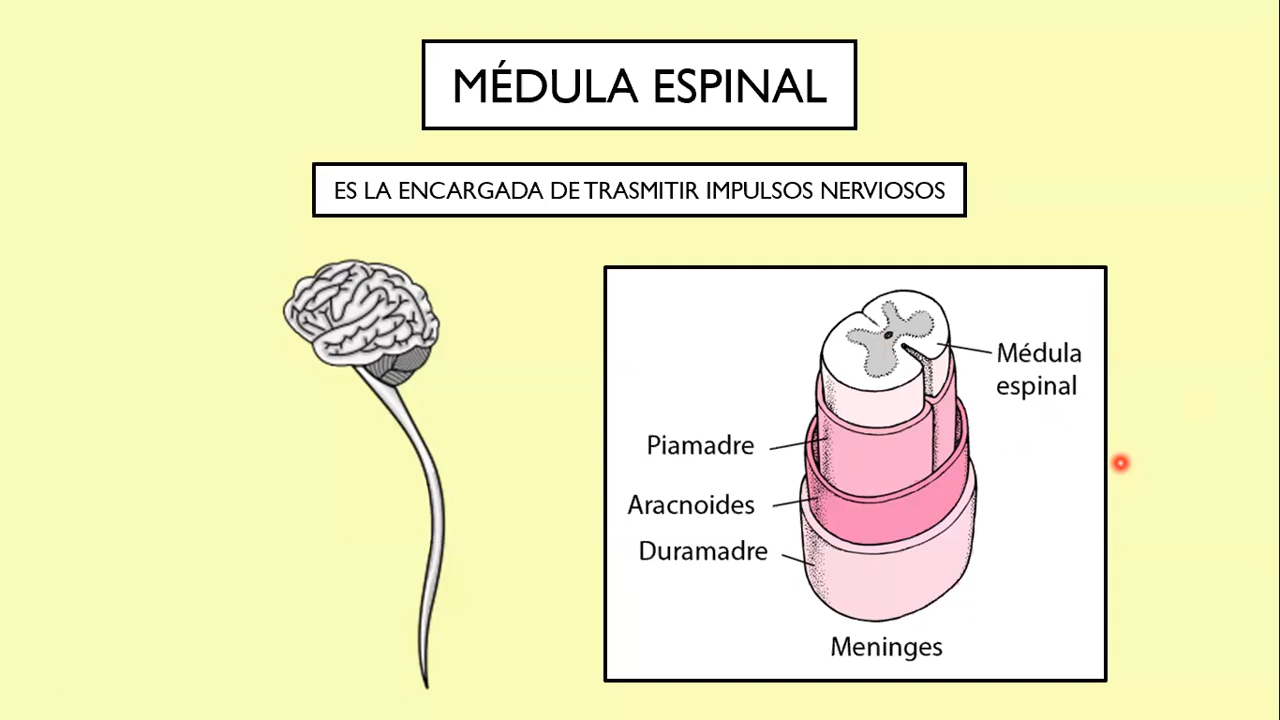 MÉDULA ESPINAL
ES LA ENCARGADA DE TRASMITIR IMPULSOS NERVIOSOS
Médula
espinal
Piamadre
Aracnoides
Duramadre
Meninges